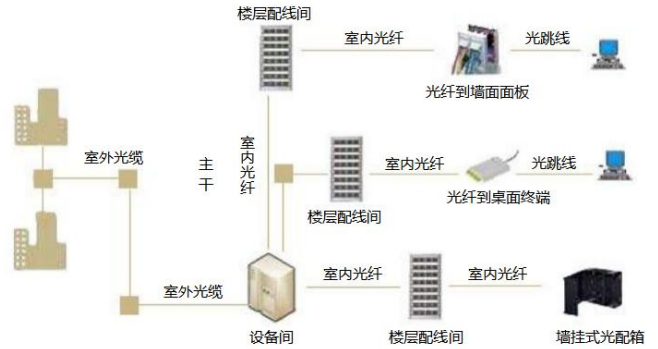 楼层配线间
室内光纤
光跳线
光纤到墙面面板
室外光缆
主干
室内光纤
室内光纤
光跳线
光纤到桌面终端
楼层配线间
室外光缆
室内光纤
室内光纤
设备间
楼层配线间
墙挂式光配箱